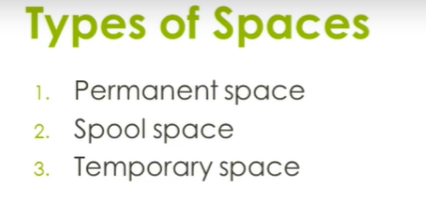 Types of Spaces
1. Permanent space
2. Spool space
3. Temporary space